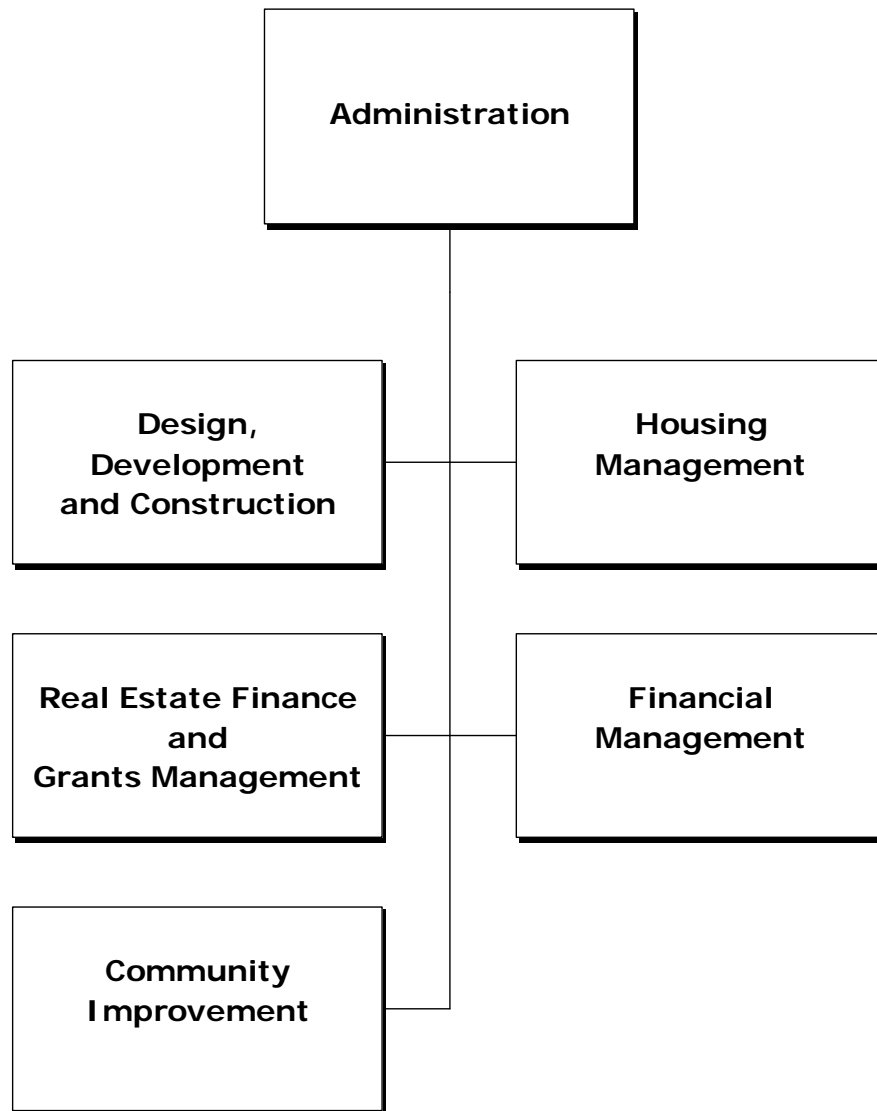 Administration
Design,
Development
and Construction
Housing
Management
Real Estate Finance
and
Grants Management
Financial
Management
Community
Improvement